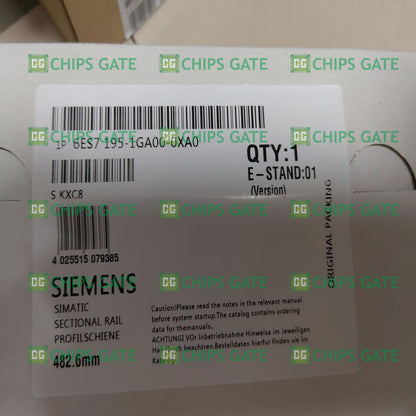 1P 6ES7 195-1GA00-0XA0
QTY:1
E-STAND:01
(Version)
S KXC8
4 025515 079385
ORIGINAL PACKING
SIEMENS
SIMATIC
SECTIONAL RAIL
PROFILSCHIENE
482.6mm
Caution!Please read the notes in the relevant manual
before system startup.The catalog contains ordering
data for themanuals.
ACHTUNG! VOr Inbetriebnahme Hinweise im Jeweiligen
Handbuch beachten.Bestelldaten hierfur finden sie im
CHIPS GATE
CHIPS GATE
CHIPS GATE
CHIPS GATE
CHIPS GATE
CHIPS GATE
CHIPS GATE
CHIPS GATE
CHIPS GATE
CHIPS GATE
CHIPS GATE
CHIPS GATE